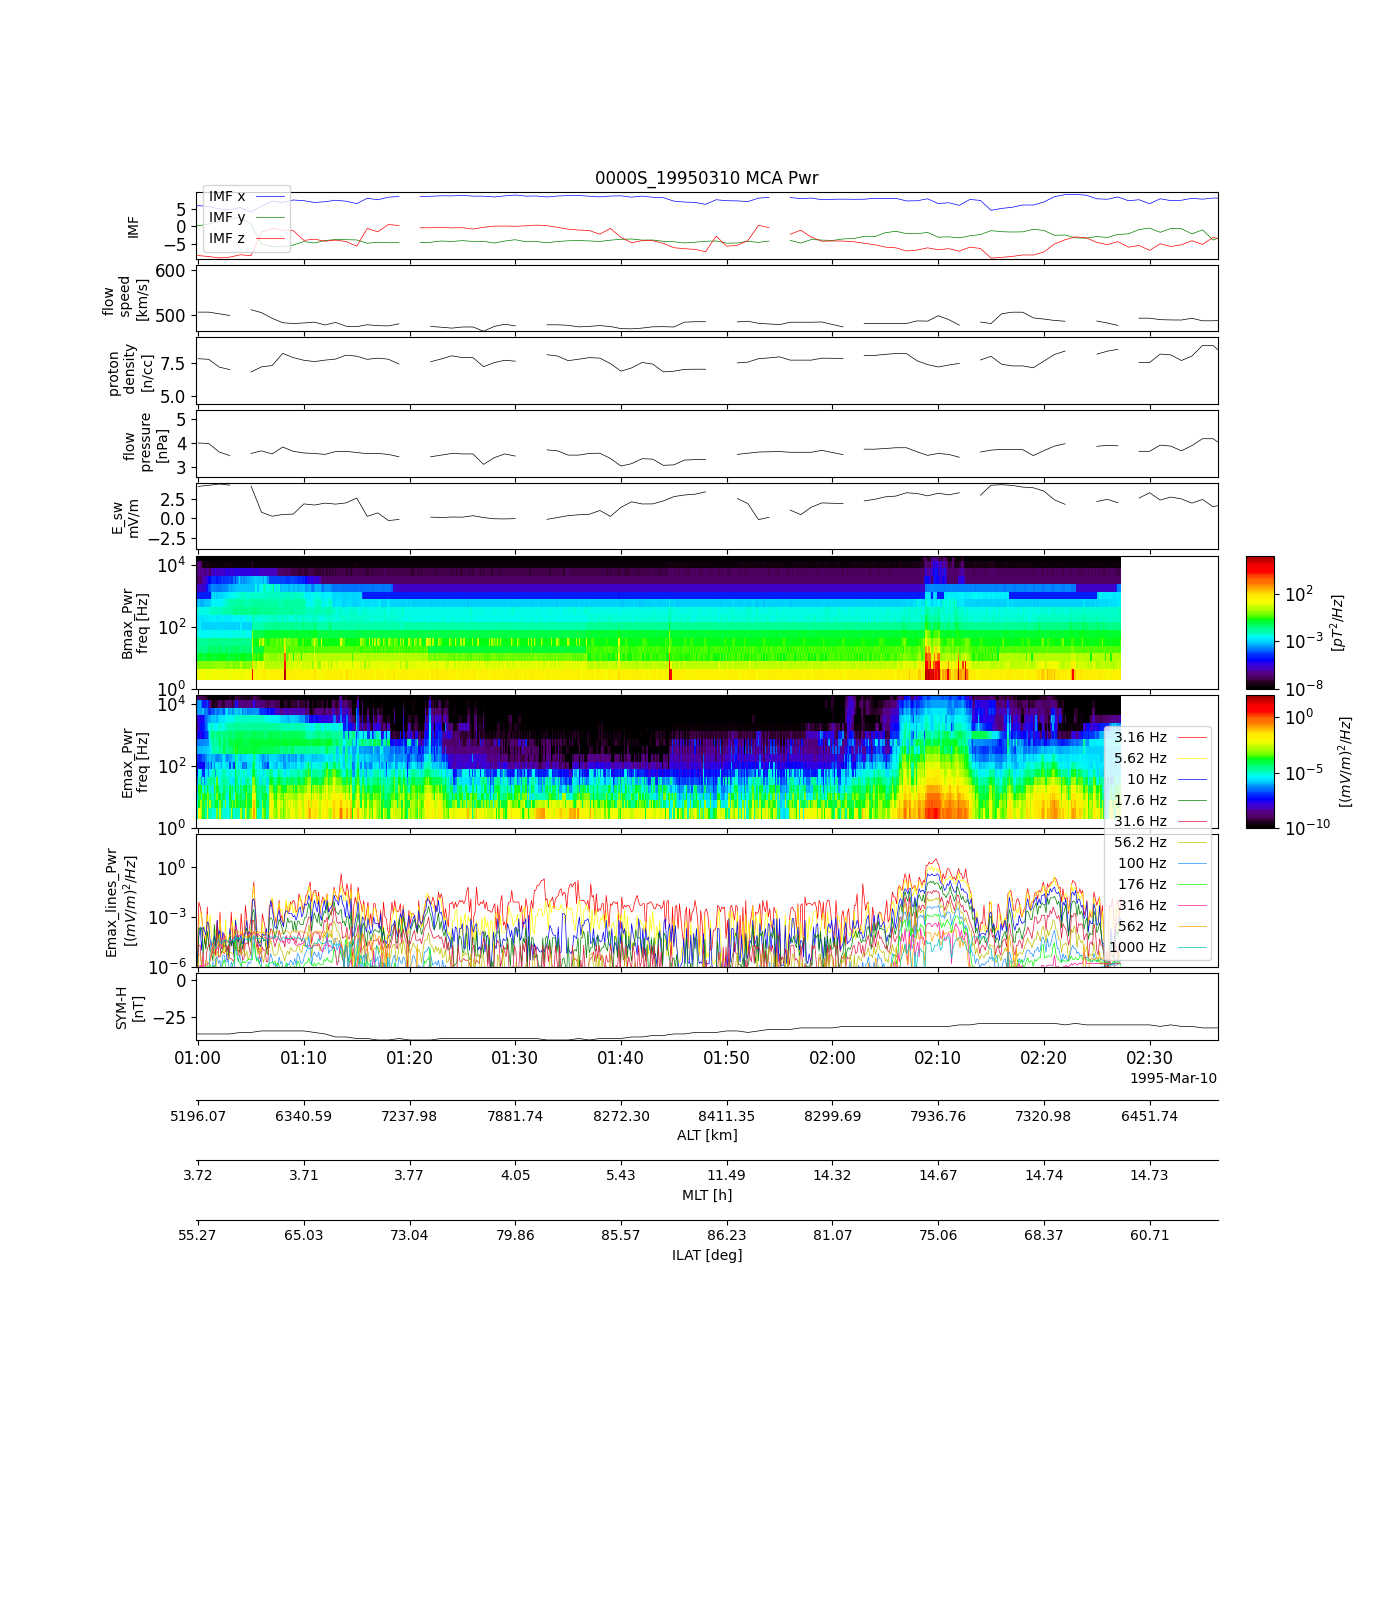 0000S_19950310 MCA Pwr
IMF x
IMF y
IMF z
5
0
−5
IMF
600
500
flow
speed
[km/s]
7.5
5.0
proton
density
[n/cc]
5
4
3
flow
pressure
[nPa]
2.5
0.0
−2.5
E_sw
mV/m
10^4
10^2
10^0
Bmax_Pwr
freq [Hz]
10^2
10^−3
10^−8
[pT^2/Hz]
10^4
10^2
10^0
Emax_Pwr
freq [Hz]
10^0
10^−5
10^−10
[(mV/m)^2/Hz]
3.16 Hz
5.62 Hz
10 Hz
17.6 Hz
31.6 Hz
56.2 Hz
100 Hz
176 Hz
316 Hz
562 Hz
1000 Hz
10^0
10^−3
10^−6
Emax_lines_Pwr
[(mV/m)^2/Hz]
0
−25
SYM-H
[nT]
01:00 01:10 01:20 01:30 01:40 01:50 02:00 02:10 02:20 02:30
1995-Mar-10
5196.07 6340.59 7237.98 7881.74 8272.30 8411.35 8299.69 7936.76 7320.98 6451.74
ALT [km]
3.72 3.71 3.77 4.05 5.43 11.49 14.32 14.67 14.74 14.73
MLT [h]
55.27 65.03 73.04 79.86 85.57 86.23 81.07 75.06 68.37 60.71
ILAT [deg]